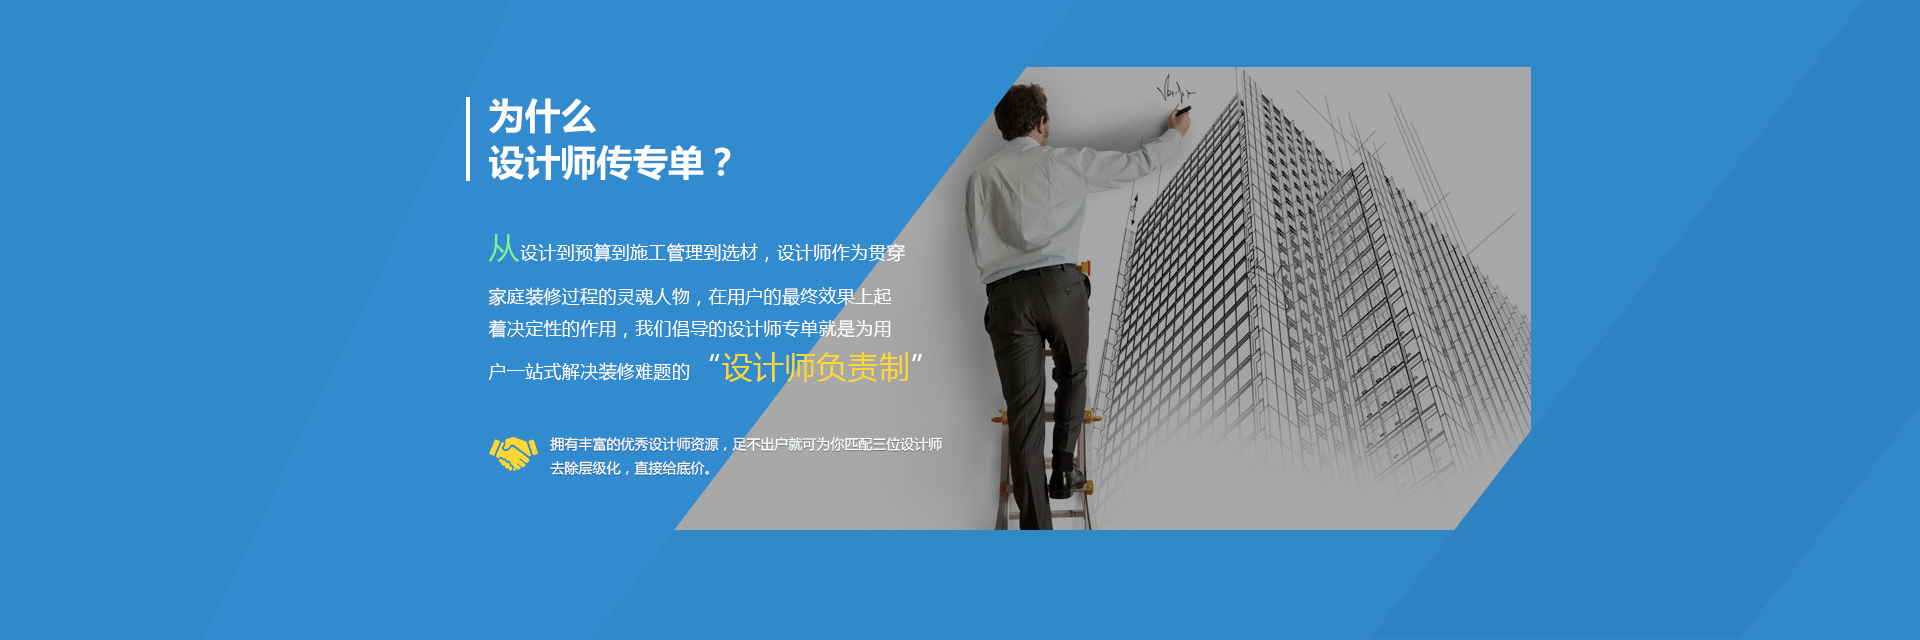 为什么
设计师传专单？
从设计到预算到施工管理到选材，设计师作为贯穿
家庭装修过程的灵魂人物，在用户的最终效果上起
着决定性的作用，我们倡导的设计师专单就是为用
户一站式解决装修难题的 “设计师负责制”
拥有丰富的优秀设计师资源，足不出户就可为你匹配三位设计师
去除层级化，直接给底价。